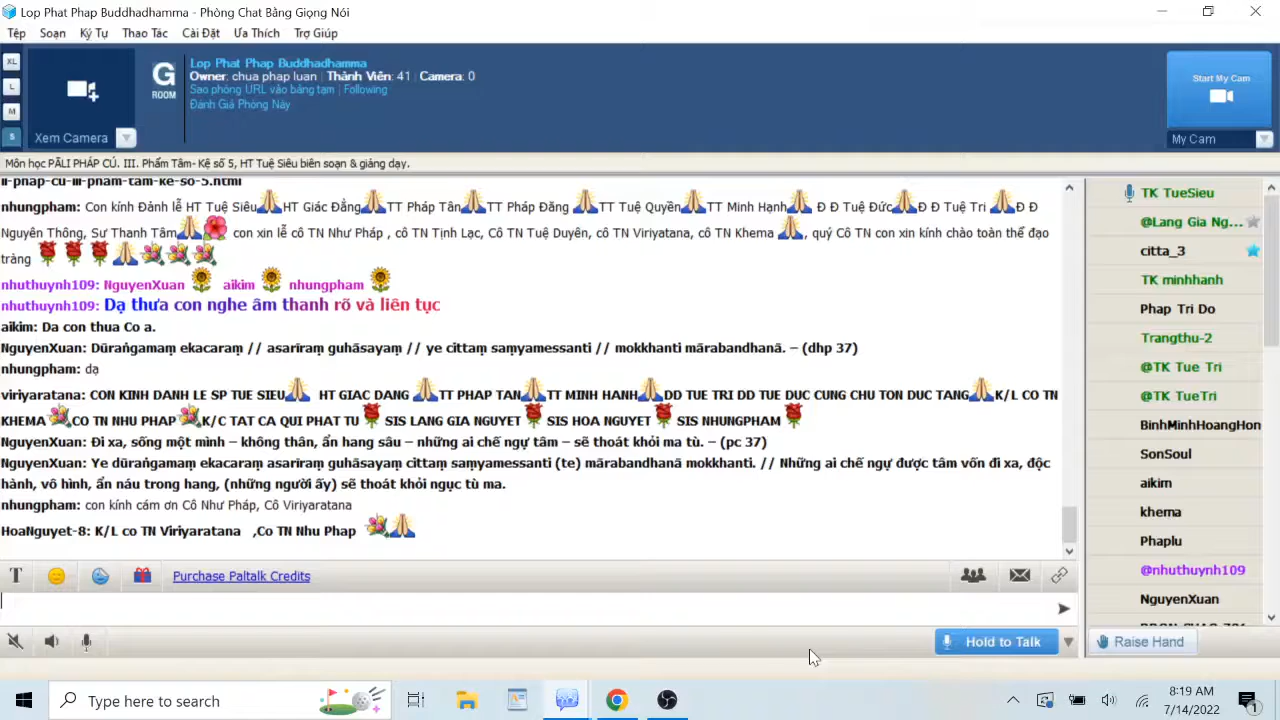 Lop Phat Phap Buddhadhamma - Phòng Chat Bằng Giọng Nói
Tệp Soạn Ký Tự Thao Tác Cài Đặt Ưa Thích Trợ Giúp
XL
L
M
S
Xem Camera
G
ROOM
Lop Phat Phap Buddhadhamma
Owner: chua phap luan | Thành Viên: 41 | Camera: 0
Sao phòng URL vào bảng tạm | Following
Đánh Giá Phòng Này
Start My Cam
My Cam
Môn học PĀLI PHÁP CÚ. III. Phẩm Tâm- Kệ số 5, HT Tuệ Siêu biên soạn & giảng dạy.
ii-phap-cu-iii-pham-tam-ke-so-5.html
nhungpham: Con kính Đảnh lễ HT Tuệ Siêu HT Giác Đẳng TT Pháp Tân TT Pháp Đăng TT Tuệ Quyền TT Minh Hạnh Đ Đ Tuệ Đức Đ Đ Tuệ Tri Đ Đ
Nguyên Thông, Sư Thanh Tâm con xin lễ cô TN Như Pháp , cô TN Tịnh Lạc, Cô TN Tuệ Duyên, cô TN Viriyatana, cô TN Khema , quý Cô TN con xin kính chào toàn thể đạo
tràng
nhuthuynh109: NguyenXuan aikim nhungpham
nhuthuynh109: Dạ thưa con nghe âm thanh rõ và liên tục
aikim: Da con thua Co a.
NguyenXuan: Dūraṅgamaṃ ekacaraṃ // asarīraṃ guhāsayaṃ // ye cittaṃ saṃyamessanti // mokkhanti mārabandhanā. – (dhp 37)
nhungpham: dạ
viriyaratana: CON KINH DANH LE SP TUE SIEU HT GIAC DANG TT PHAP TAN TT MINH HANH DD TUE TRI DD TUE DUC CUNG CHU TON DUC TANG K/L CO TN
KHEMA CO TN NHU PHAP K/C TAT CA QUI PHAT TU SIS LANG GIA NGUYET SIS HOA NGUYET SIS NHUNGPHAM
NguyenXuan: Đi xa, sống một mình – không thân, ẩn hang sâu – những ai chế ngự tâm – sẽ thoát khỏi ma tù. – (pc 37)
NguyenXuan: Ye dūraṅgamaṃ ekacaraṃ asarīraṃ guhāsayaṃ cittaṃ saṃyamessanti (te) mārabandhanā mokkhanti. // Những ai chế ngự được tâm vốn đi xa, độc
hành, vô hình, ẩn náu trong hang, (những người ấy) sẽ thoát khỏi ngục tù ma.
nhungpham: con kính cám ơn Cô Như Pháp, Cô Viriyaratana
HoaNguyet-8: K/L co TN Viriyaratana ,Co TN Nhu Phap
TK TueSieu
@Lang Gia Ng...
citta_3
TK minhhanh
Phap Tri Do
Trangthu-2
@TK Tue Tri
@TK TueTri
BinhMinhHoangHon
SonSoul
aikim
khema
Phaplu
@nhuthuynh109
NguyenXuan
T Purchase Paltalk Credits
Hold to Talk
Raise Hand
Type here to search
8:19 AM
7/14/2022
1